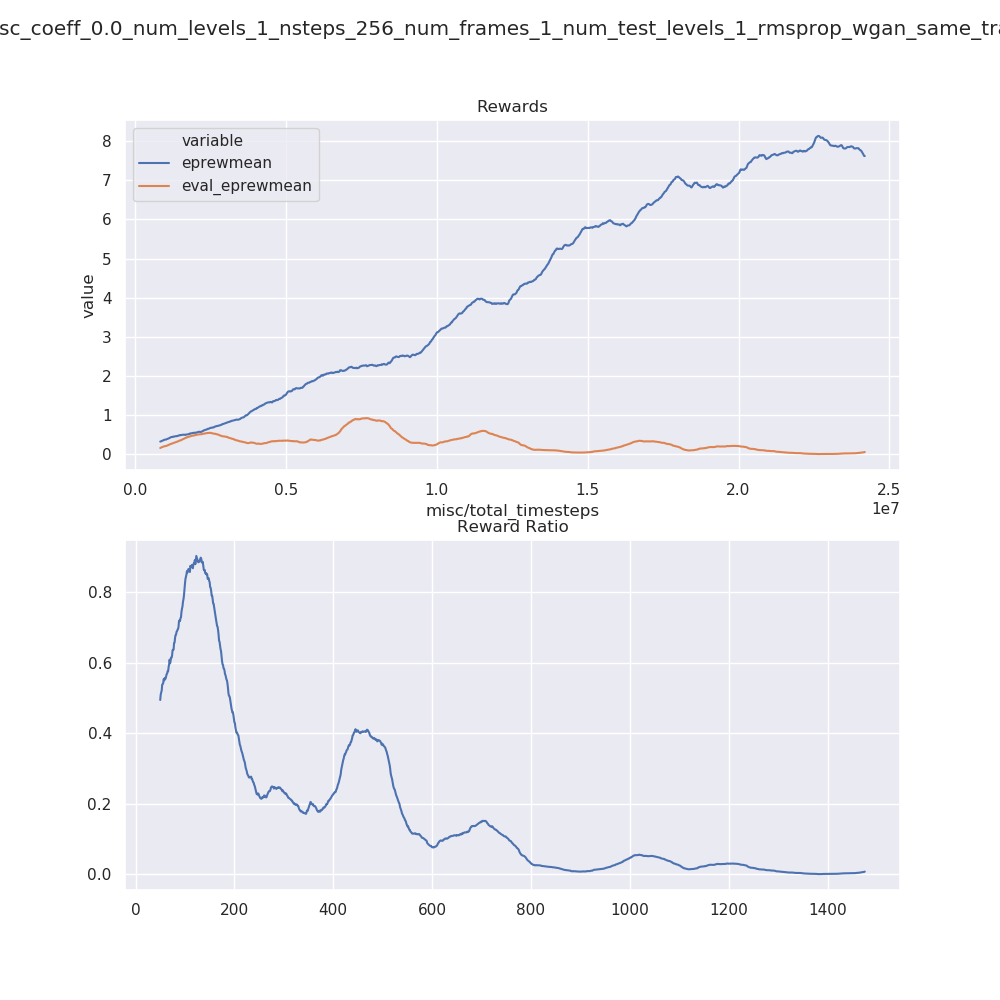 sc_coeff_0.0_num_levels_1_nsteps_256_num_frames_1_num_test_levels_1_rmsprop_wgan_same_tra
Rewards
variable
eprewmean
eval_eprewmean
value
8
7
6
5
4
3
2
1
0
0.0 0.5 1.0 1.5 2.0 2.5
1e7
misc/total_timesteps
Reward Ratio
0.8
0.6
0.4
0.2
0.0
0 200 400 600 800 1000 1200 1400